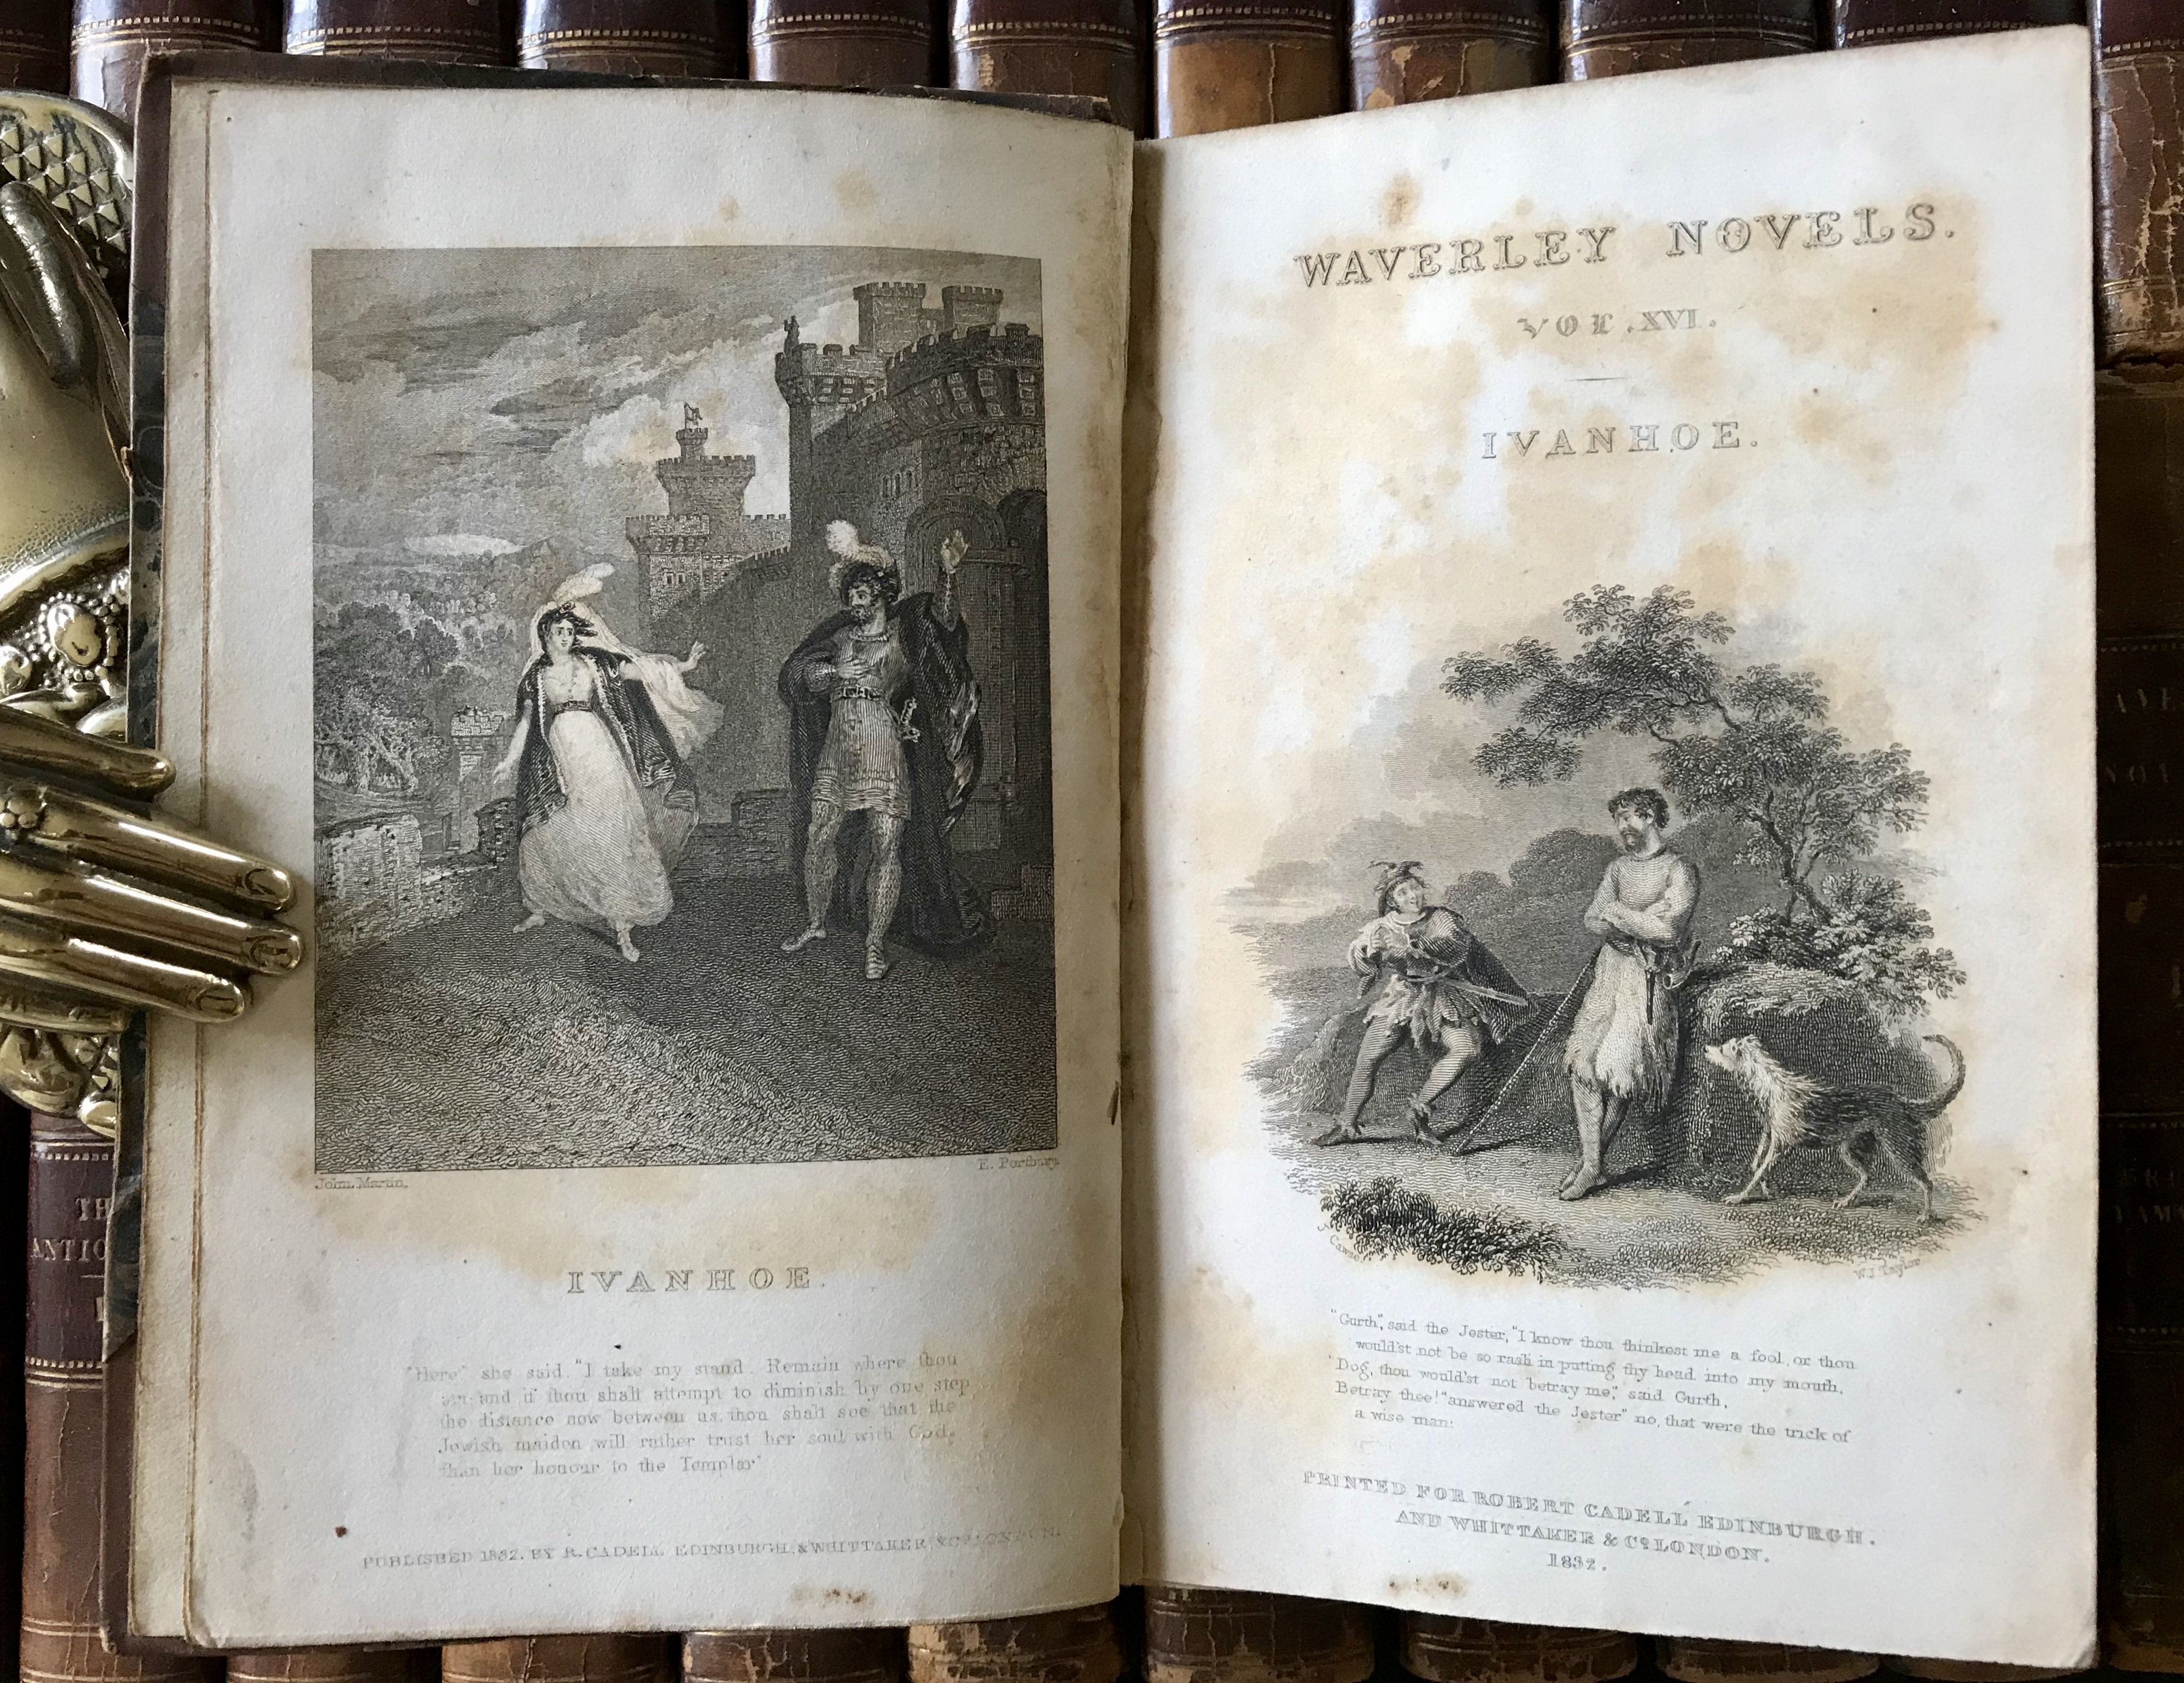 John Martin,
E. Portbury.
IVANHOE.
"Here" she said "I take my stand. Remain where thou
art and if thou shalt attempt to diminish by one step
the distance now between us, thou shalt see that the
Jewish maiden will rather trust her soul with God,
than her honour to the Templar"
PUBLISHED 1832. BY R. CADELL EDINBURGH, & WHITTAKER & Co. LONDON.
WAVERLEY NOVELS.
VOL. XVI.
IVANHOE.
J. Cawse
W. J. Taylor
"Gurth", said the Jester, "I know thou thinkest me a fool, or thou
would'st not be so rash in putting thy head into my mouth.
Dog, thou would'st not betray me," said Gurth,
Betray thee!" answered the Jester" no, that were the trick of
a wise man:
PRINTED FOR ROBERT CADELL EDINBURGH.
AND WHITTAKER & Co. LONDON.
1832.
TH
ANTIQ